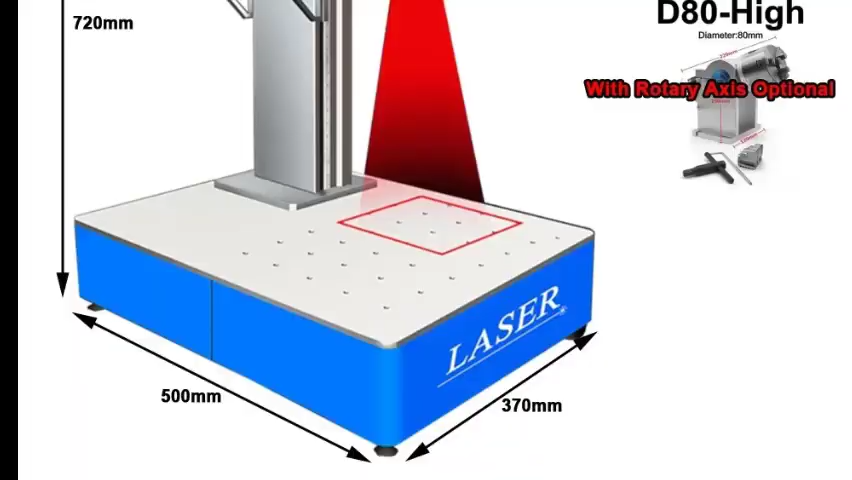 720mm
D80-High
Diameter:80mm
With Rotary Axis Optional
LASER
500mm
370mm